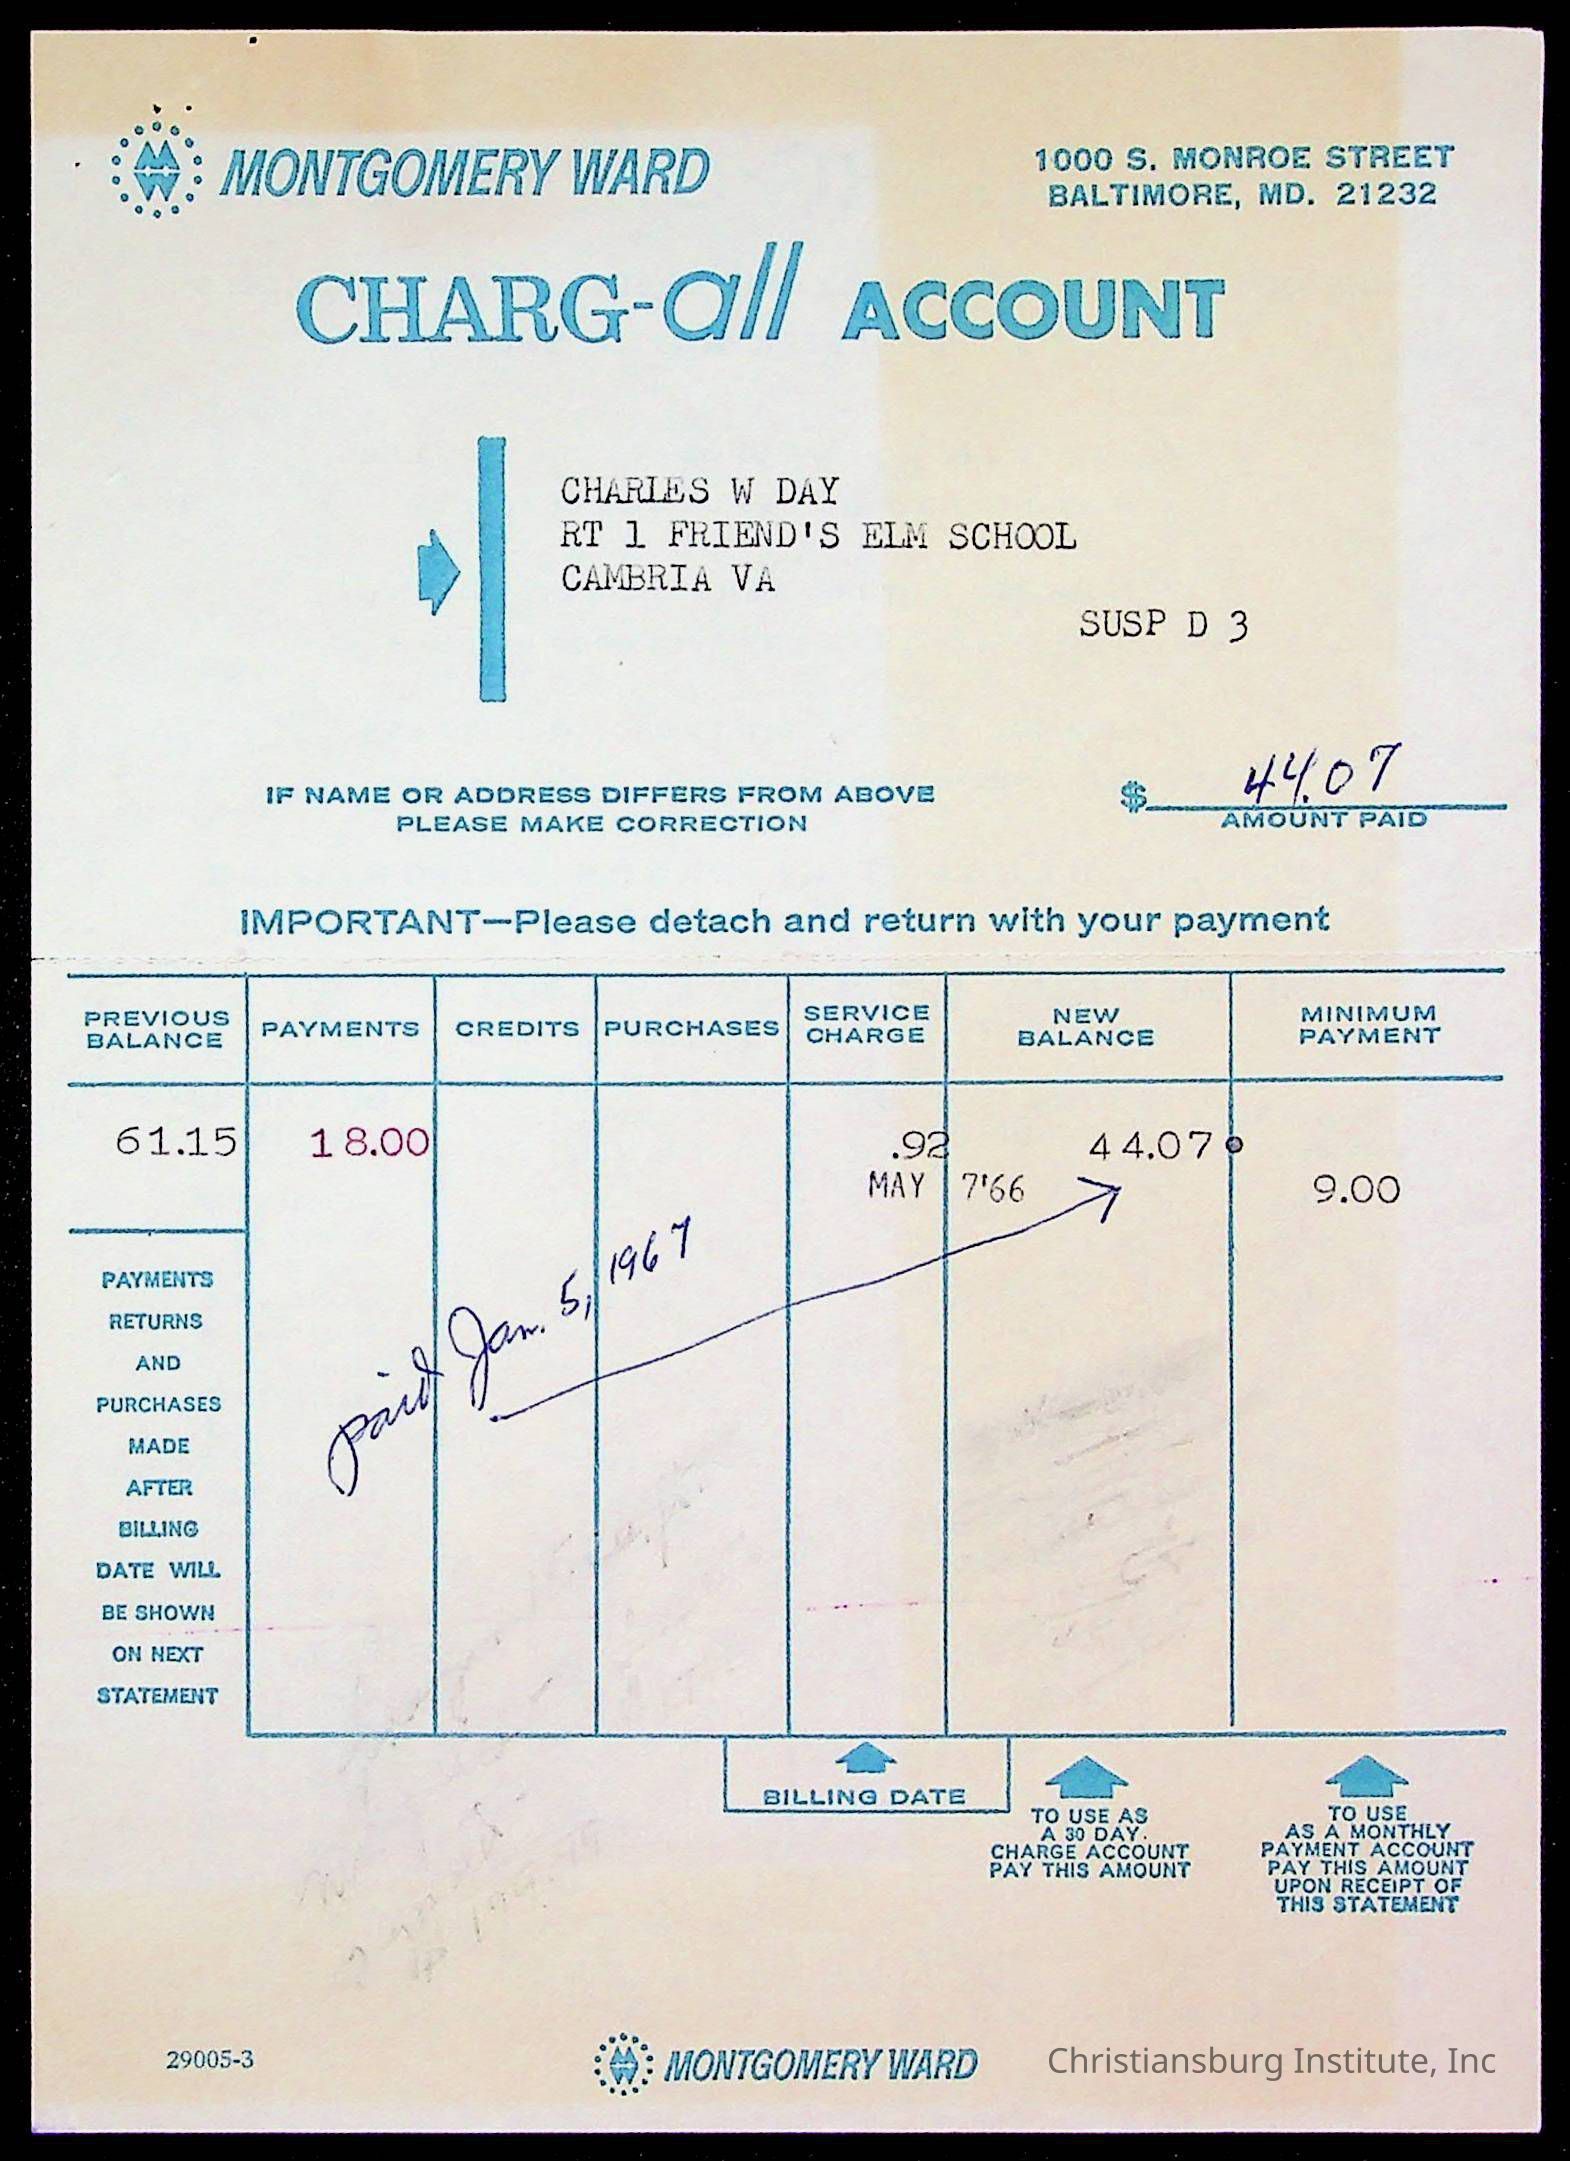 MONTGOMERY WARD
1000 S. MONROE STREET
BALTIMORE, MD. 21232
CHARG-all ACCOUNT
CHARLES W DAY
RT 1 FRIEND'S ELM SCHOOL
CAMBRIA VA
SUSP D 3
IF NAME OR ADDRESS DIFFERS FROM ABOVE
PLEASE MAKE CORRECTION
$ 44.07
AMOUNT PAID
IMPORTANT—Please detach and return with your payment
PREVIOUS BALANCE PAYMENTS CREDITS PURCHASES SERVICE CHARGE NEW BALANCE MINIMUM PAYMENT
61.15 18.00 .92 44.07
MAY 7'66 9.00
paid Jan. 5, 1967
PAYMENTS
RETURNS
AND
PURCHASES
MADE
AFTER
BILLING
DATE WILL
BE SHOWN
ON NEXT
STATEMENT
BILLING DATE
TO USE AS
A 30 DAY.
CHARGE ACCOUNT
PAY THIS AMOUNT
TO USE
AS A MONTHLY
PAYMENT ACCOUNT
PAY THIS AMOUNT
UPON RECEIPT OF
THIS STATEMENT
29005-3
MONTGOMERY WARD
Christiansburg Institute, Inc